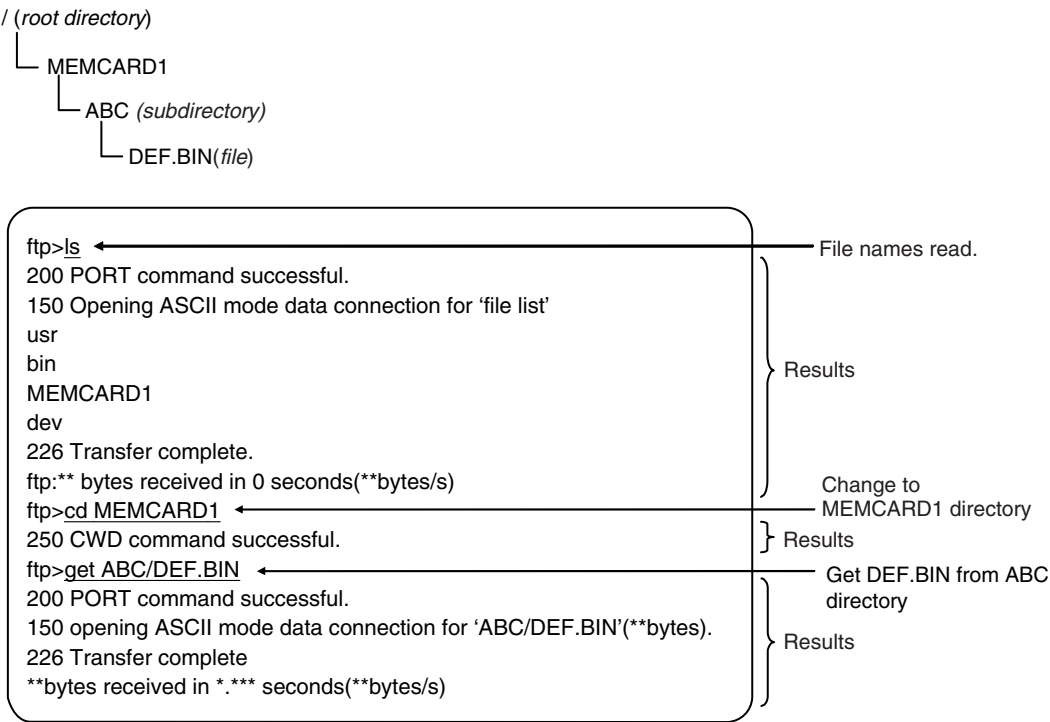 / (root directory)
MEMCARD1
ABC (subdirectory)
DEF.BIN(file)
ftp>ls
File names read.
200 PORT command successful.
150 Opening ASCII mode data connection for ‘file list’
usr
bin
MEMCARD1
dev
226 Transfer complete.
ftp:** bytes received in 0 seconds(**bytes/s)
Results
ftp>cd MEMCARD1
Change to
MEMCARD1 directory
250 CWD command successful.
Results
ftp>get ABC/DEF.BIN
Get DEF.BIN from ABC
directory
200 PORT command successful.
150 opening ASCII mode data connection for ‘ABC/DEF.BIN’(**bytes).
226 Transfer complete
**bytes received in *.*** seconds(**bytes/s)
Results